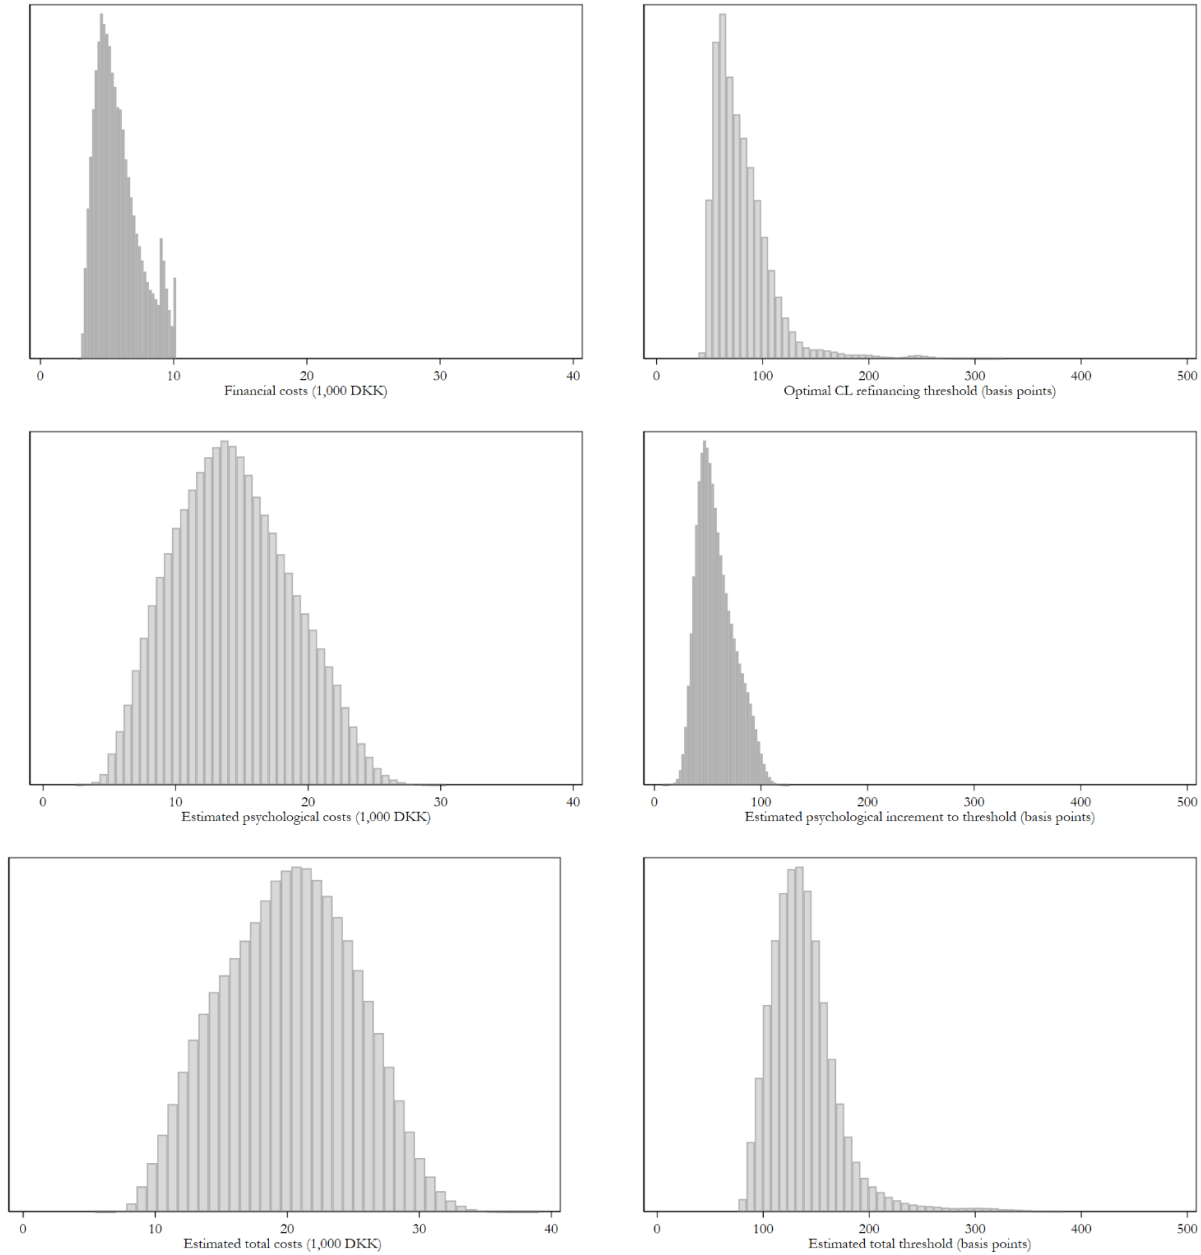 0 10 20 30 40
Financial costs (1,000 DKK)
0 100 200 300 400 500
Optimal CL refinancing threshold (basis points)
0 10 20 30 40
Estimated psychological costs (1,000 DKK)
0 100 200 300 400 500
Estimated psychological increment to threshold (basis points)
0 10 20 30 40
Estimated total costs (1,000 DKK)
0 100 200 300 400 500
Estimated total threshold (basis points)